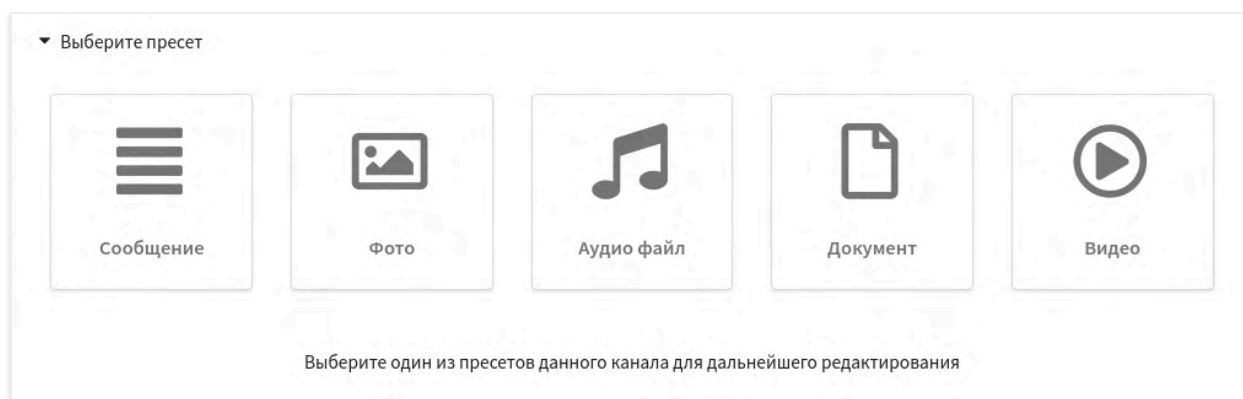 Выберите пресет
Сообщение
Фото
Аудио файл
Документ
Видео
Выберите один из пресетов данного канала для дальнейшего редактирования